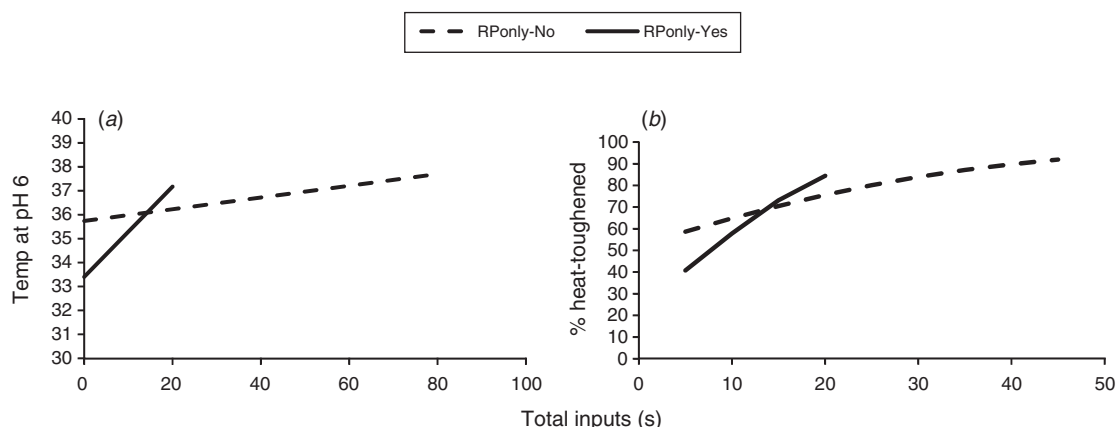 RPonly-No RPonly-Yes
(a)
40
39
38
37
36
35
34
33
32
31
30
Temp at pH 6
0 20 40 60 80 100
(b)
100
90
80
70
60
50
40
30
20
10
0
% heat-toughened
0 10 20 30 40 50
Total inputs (s)